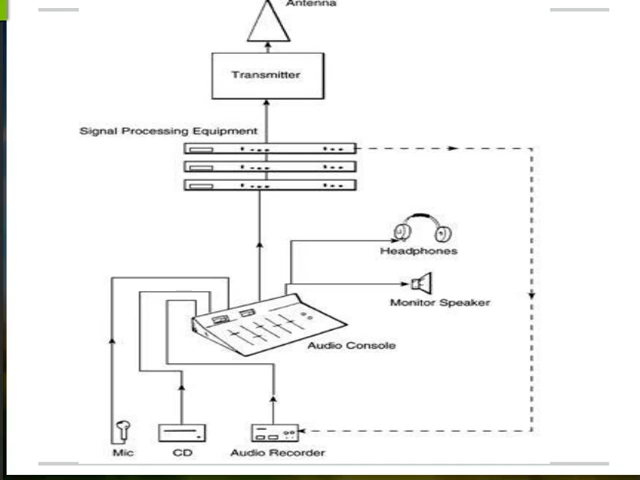 Antenna
Transmitter
Signal Processing Equipment
Headphones
Monitor Speaker
Audio Console
Mic
CD
Audio Recorder